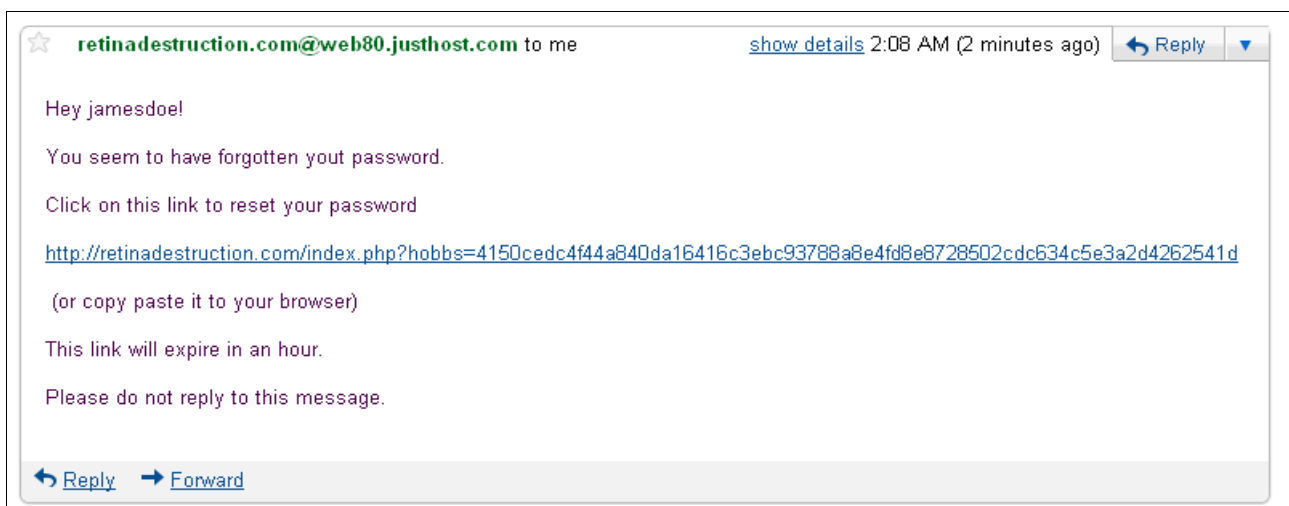 retinadestruction.com@web80.justhost.com to me show details 2:08 AM (2 minutes ago) Reply
Hey jamesdoe!
You seem to have forgotten yout password.
Click on this link to reset your password
http://retinadestruction.com/index.php?hobbs=4150cedc4f44a840da16416c3ebc93788a8e4fd8e8728502cdc634c5e3a2d4262541d
(or copy paste it to your browser)
This link will expire in an hour.
Please do not reply to this message.
Reply Forward